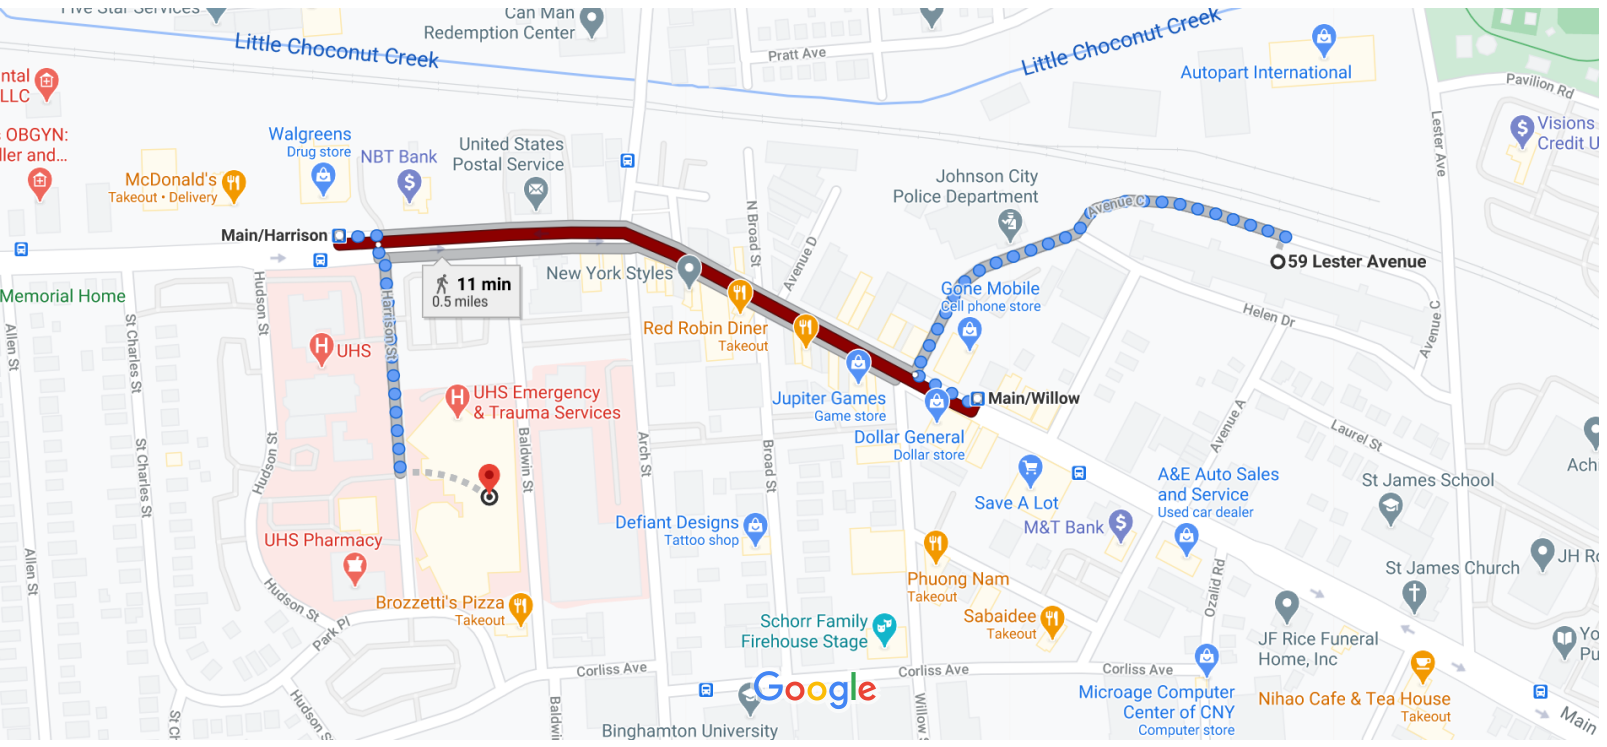 Five Star Services
Can Man
Redemption Center
Little Choconut Creek
Pratt Ave
Little Choconut Creek
Autopart International
Pavilion Rd
ntal
LLC
s OBGYN:
ller and...
Walgreens
Drug store
NBT Bank
United States
Postal Service
McDonald's
Takeout • Delivery
Johnson City
Police Department
Lester Ave
Visions
Credit U
N Broad St
Avenue D
Avenue C
Main/Harrison
11 min
0.5 miles
New York Styles
59 Lester Avenue
Memorial Home
Hudson St
Harrison St
Gone Mobile
Cell phone store
Helen Dr
Avenue C
Allen St
St Charles St
UHS
Red Robin Diner
Takeout
UHS Emergency
& Trauma Services
Jupiter Games
Game store
Main/Willow
Dollar General
Dollar store
Avenue A
Laurel St
Hudson St
St Charles St
Baldwin St
Arch St
Broad St
Save A Lot
A&E Auto Sales
and Service
Used car dealer
St James School
Ach
M&T Bank
Defiant Designs
Tattoo shop
UHS Pharmacy
Allen St
Hudson St
Phuong Nam
Takeout
Ozalid Rd
St James Church
JH Ro
Brozzetti's Pizza
Takeout
Park Pl
Schorr Family
Firehouse Stage
Sabaidee
Takeout
JF Rice Funeral
Home, Inc
Yo
Pu
Corliss Ave
Corliss Ave
Corliss Ave
Google
Microage Computer
Center of CNY
Computer store
Nihao Cafe & Tea House
Takeout
Hudson St
St Ch
Baldwin
Binghamton University
Willow S
Main